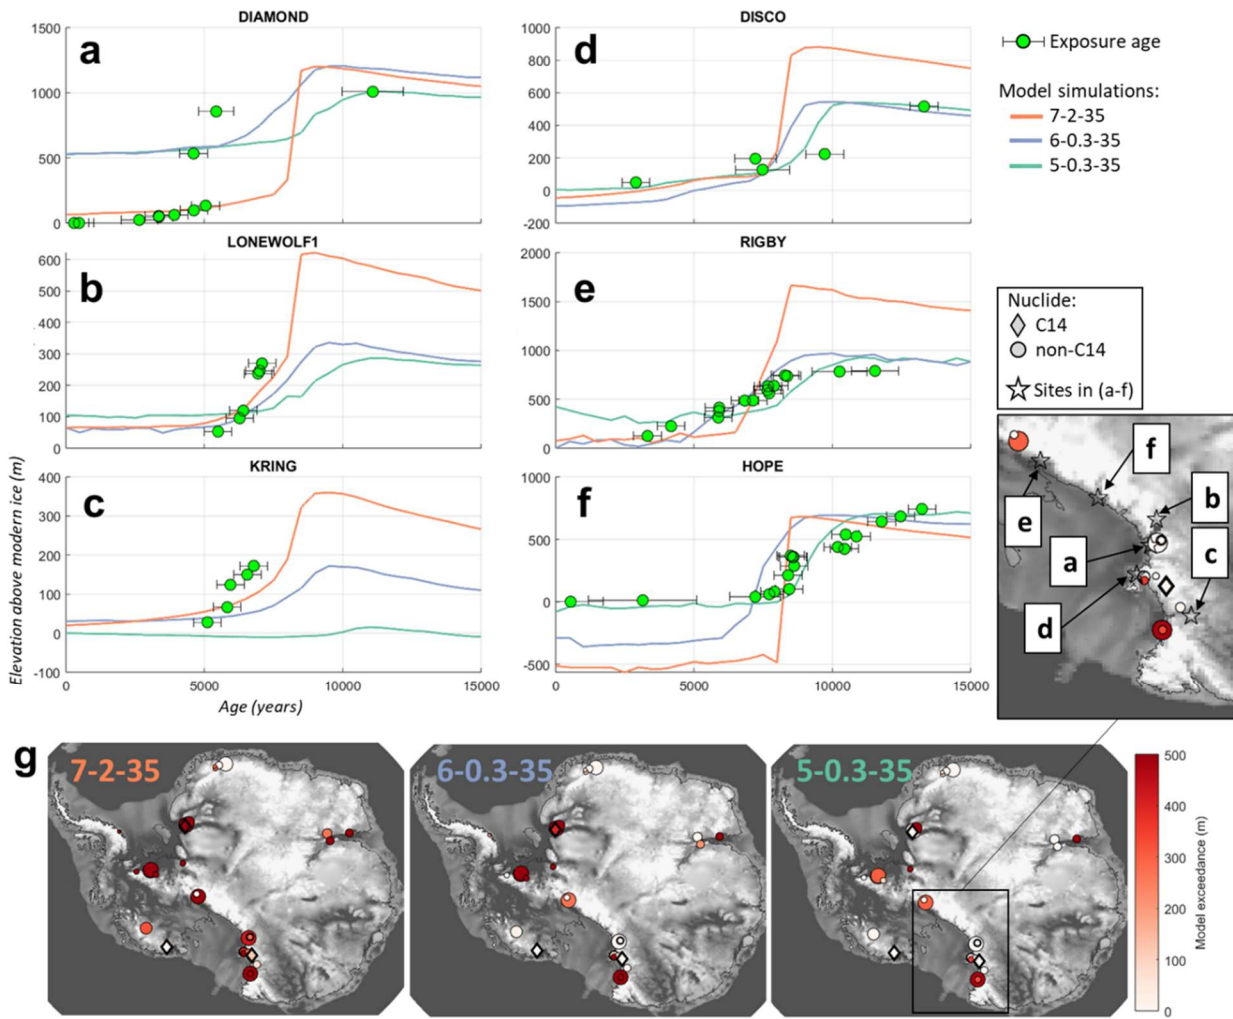 DIAMOND
a
1500
1000
500
0
DISCO
d
1000
800
600
400
200
0
-200
Exposure age
Model simulations:
7-2-35
6-0.3-35
5-0.3-35
LONEWOLF1
b
600
500
400
300
200
100
0
RIGBY
e
2000
1500
1000
500
0
Nuclide:
C14
non-C14
Sites in (a-f)
KRING
c
400
300
200
100
0
-100
0
5000
10000
15000
Elevation above modern ice (m)
Age (years)
HOPE
f
1000
500
0
-500
0
5000
10000
15000
f
e
b
a
c
d
g
7-2-35
6-0.3-35
5-0.3-35
500
400
300
200
100
0
Model exceedance (m)